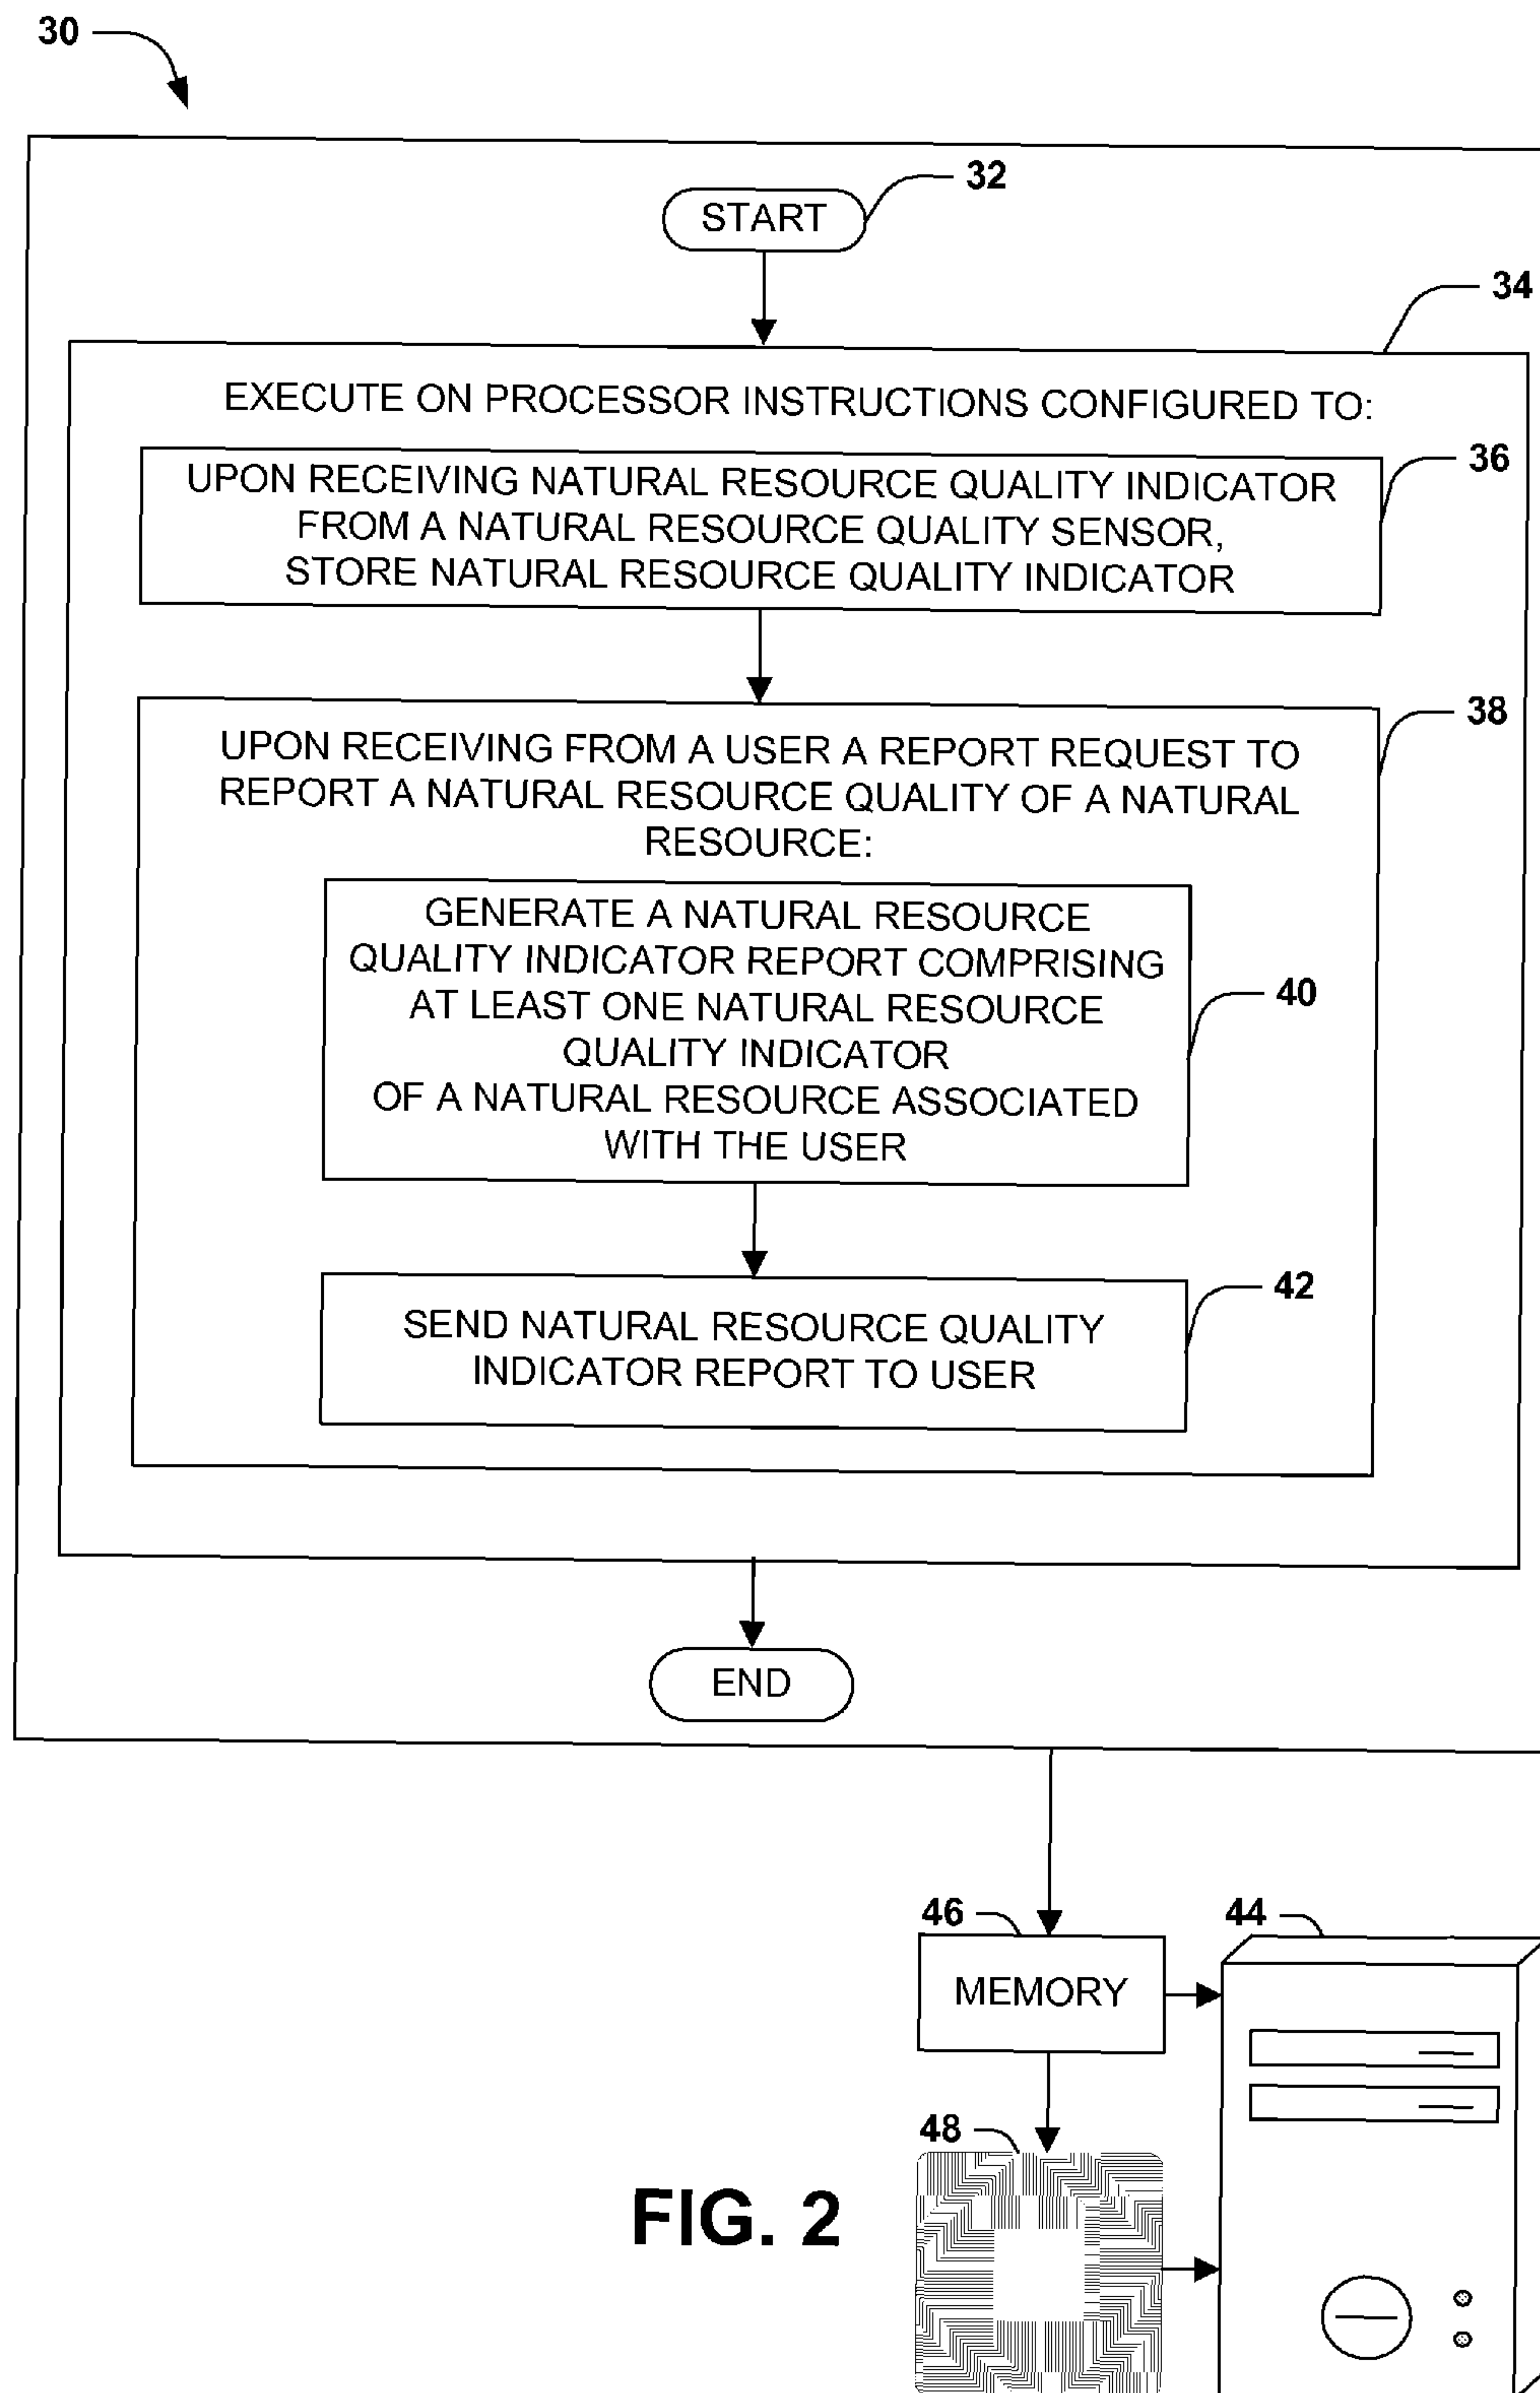 30
32
START
34
EXECUTE ON PROCESSOR INSTRUCTIONS CONFIGURED TO:
36
UPON RECEIVING NATURAL RESOURCE QUALITY INDICATOR
FROM A NATURAL RESOURCE QUALITY SENSOR,
STORE NATURAL RESOURCE QUALITY INDICATOR
38
UPON RECEIVING FROM A USER A REPORT REQUEST TO
REPORT A NATURAL RESOURCE QUALITY OF A NATURAL
RESOURCE:
GENERATE A NATURAL RESOURCE
QUALITY INDICATOR REPORT COMPRISING
AT LEAST ONE NATURAL RESOURCE
QUALITY INDICATOR
OF A NATURAL RESOURCE ASSOCIATED
WITH THE USER
40
42
SEND NATURAL RESOURCE QUALITY
INDICATOR REPORT TO USER
END
46
44
MEMORY
48
FIG. 2